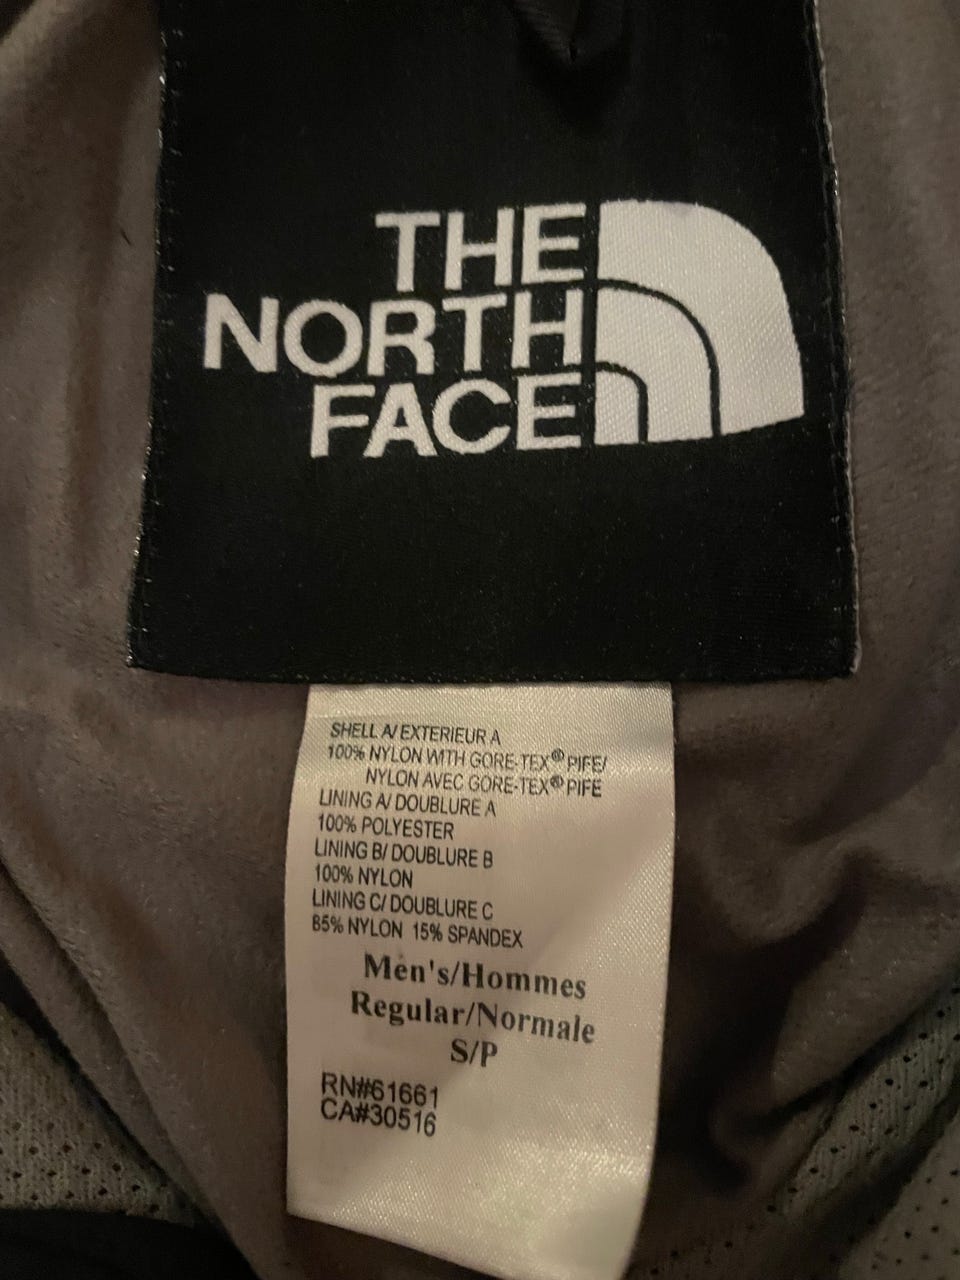 THE
NORTH
FACE
SHELL A/ EXTERIEUR A
100% NYLON WITH GORE-TEX® PIFE/
NYLON AVEC GORE-TEX® PIFE
LINING A/ DOUBLURE A
100% POLYESTER
LINING B/ DOUBLURE B
100% NYLON
LINING C/ DOUBLURE C
85% NYLON 15% SPANDEX
Men's/Hommes
Regular/Normale
S/P
RN#61661
CA#30516